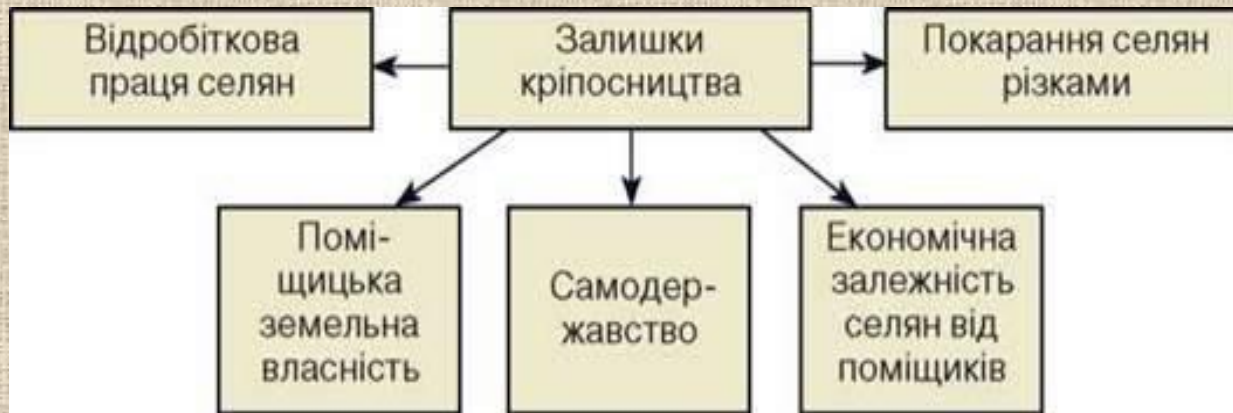 Відробіткова
праця селян
Залишки
кріпосництва
Покарання селян
різками
Помі-
щицька
земельна
власність
Самодер-
жавство
Економічна
залежність
селян від
поміщиків